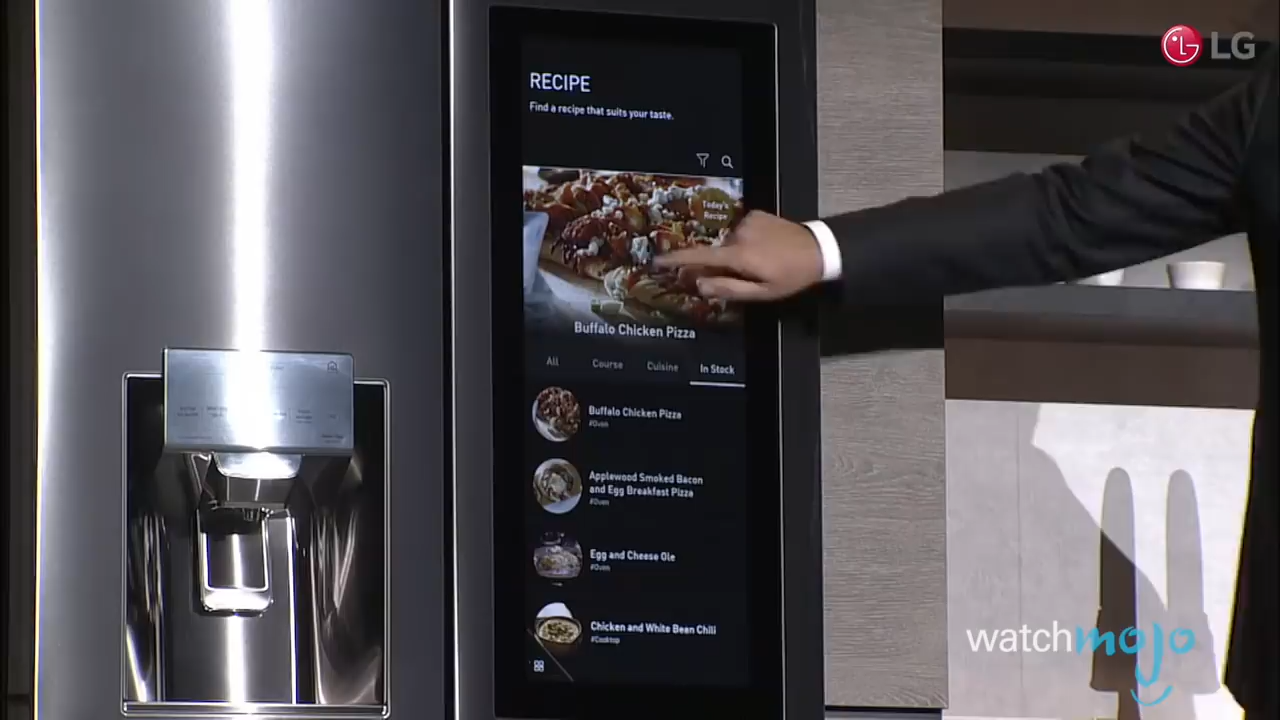 LG
RECIPE
Find a recipe that suits your taste.
Today's
Recipe
Buffalo Chicken Pizza
All
Course
Cuisine
In Stock
Buffalo Chicken Pizza
#Oven
Applewood Smoked Bacon
and Egg Breakfast Pizza
#Oven
Egg and Cheese Ole
#Oven
Chicken and White Bean Chili
#Cooktop
watchmojo